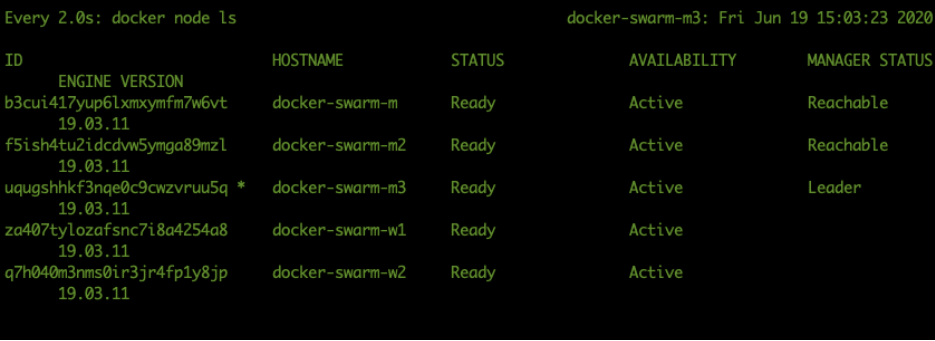 Every 2.0s: docker node ls docker-swarm-m3: Fri Jun 19 15:03:23 2020
ID HOSTNAME STATUS AVAILABILITY MANAGER STATUS
ENGINE VERSION
b3cui417yup6lxmxymfm7w6vt docker-swarm-m Ready Active Reachable
19.03.11
f5ish4tu2idcdvw5ymga89mzl docker-swarm-m2 Ready Active Reachable
19.03.11
uqugshhkf3nqe0c9cwzvruu5q * docker-swarm-m3 Ready Active Leader
19.03.11
za407tylozafsnc7i8a4254a8 docker-swarm-w1 Ready Active
19.03.11
q7h040m3nms0ir3jr4fp1y8jp docker-swarm-w2 Ready Active
19.03.11